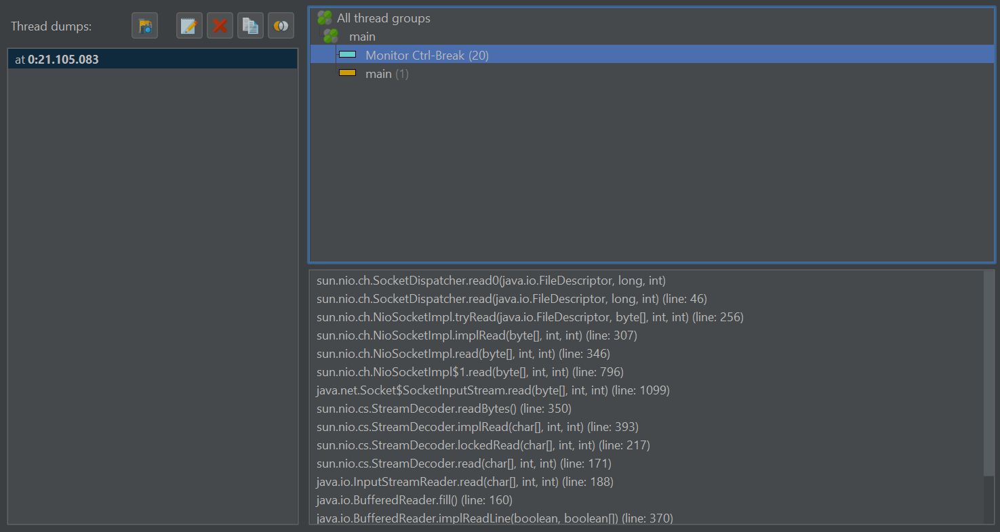 Thread dumps:
at 0:21.105.083
All thread groups
main
Monitor Ctrl-Break (20)
main (1)
sun.nio.ch.SocketDispatcher.read0(java.io.FileDescriptor, long, int)
sun.nio.ch.SocketDispatcher.read(java.io.FileDescriptor, long, int) (line: 46)
sun.nio.ch.NioSocketImpl.tryRead(java.io.FileDescriptor, byte[], int, int) (line: 256)
sun.nio.ch.NioSocketImpl.implRead(byte[], int, int) (line: 307)
sun.nio.ch.NioSocketImpl.read(byte[], int, int) (line: 346)
sun.nio.ch.NioSocketImpl$1.read(byte[], int, int) (line: 796)
java.net.Socket$SocketInputStream.read(byte[], int, int) (line: 1099)
sun.nio.cs.StreamDecoder.readBytes() (line: 350)
sun.nio.cs.StreamDecoder.implRead(char[], int, int) (line: 393)
sun.nio.cs.StreamDecoder.lockedRead(char[], int, int) (line: 217)
sun.nio.cs.StreamDecoder.read(char[], int, int) (line: 171)
java.io.InputStreamReader.read(char[], int, int) (line: 188)
java.io.BufferedReader.fill() (line: 160)
java.io.BufferedReader.implReadLine(boolean, boolean[]) (line: 370)